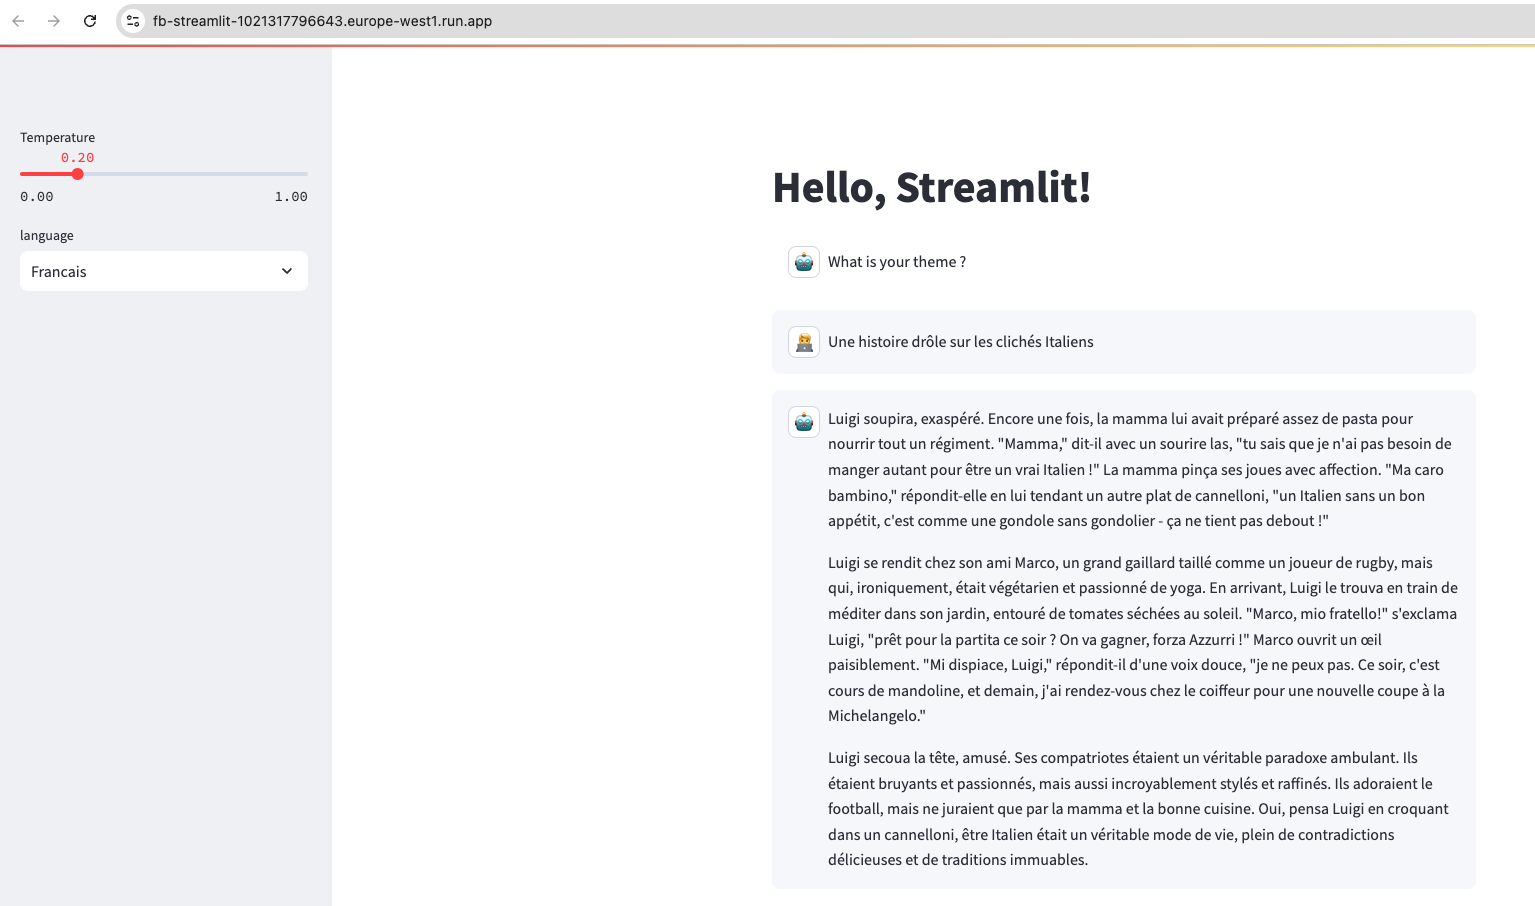 fb-streamlit-1021317796643.europe-west1.run.app
Temperature
0.20
0.00 1.00
language
Francais
Hello, Streamlit!
What is your theme ?
Une histoire drôle sur les clichés Italiens
Luigi soupira, exaspéré. Encore une fois, la mamma lui avait préparé assez de pasta pour
nourrir tout un régiment. "Mamma," dit-il avec un sourire las, "tu sais que je n'ai pas besoin de
manger autant pour être un vrai Italien !" La mamma pinça ses joues avec affection. "Ma caro
bambino," répondit-elle en lui tendant un autre plat de cannelloni, "un Italien sans un bon
appétit, c'est comme une gondole sans gondolier - ça ne tient pas debout !"
Luigi se rendit chez son ami Marco, un grand gaillard taillé comme un joueur de rugby, mais
qui, ironiquement, était végétarien et passionné de yoga. En arrivant, Luigi le trouva en train de
méditer dans son jardin, entouré de tomates séchées au soleil. "Marco, mio fratello!" s'exclama
Luigi, "prêt pour la partita ce soir ? On va gagner, forza Azzurri !" Marco ouvrit un œil
paisiblement. "Mi dispiace, Luigi," répondit-il d'une voix douce, "je ne peux pas. Ce soir, c'est
cours de mandoline, et demain, j'ai rendez-vous chez le coiffeur pour une nouvelle coupe à la
Michelangelo."
Luigi secoua la tête, amusé. Ses compatriotes étaient un véritable paradoxe ambulant. Ils
étaient bruyants et passionnés, mais aussi incroyablement stylés et raffinés. Ils adoraient le
football, mais ne juraient que par la mamma et la bonne cuisine. Oui, pensa Luigi en croquant
dans un cannelloni, être Italien était un véritable mode de vie, plein de contradictions
délicieuses et de traditions immuables.